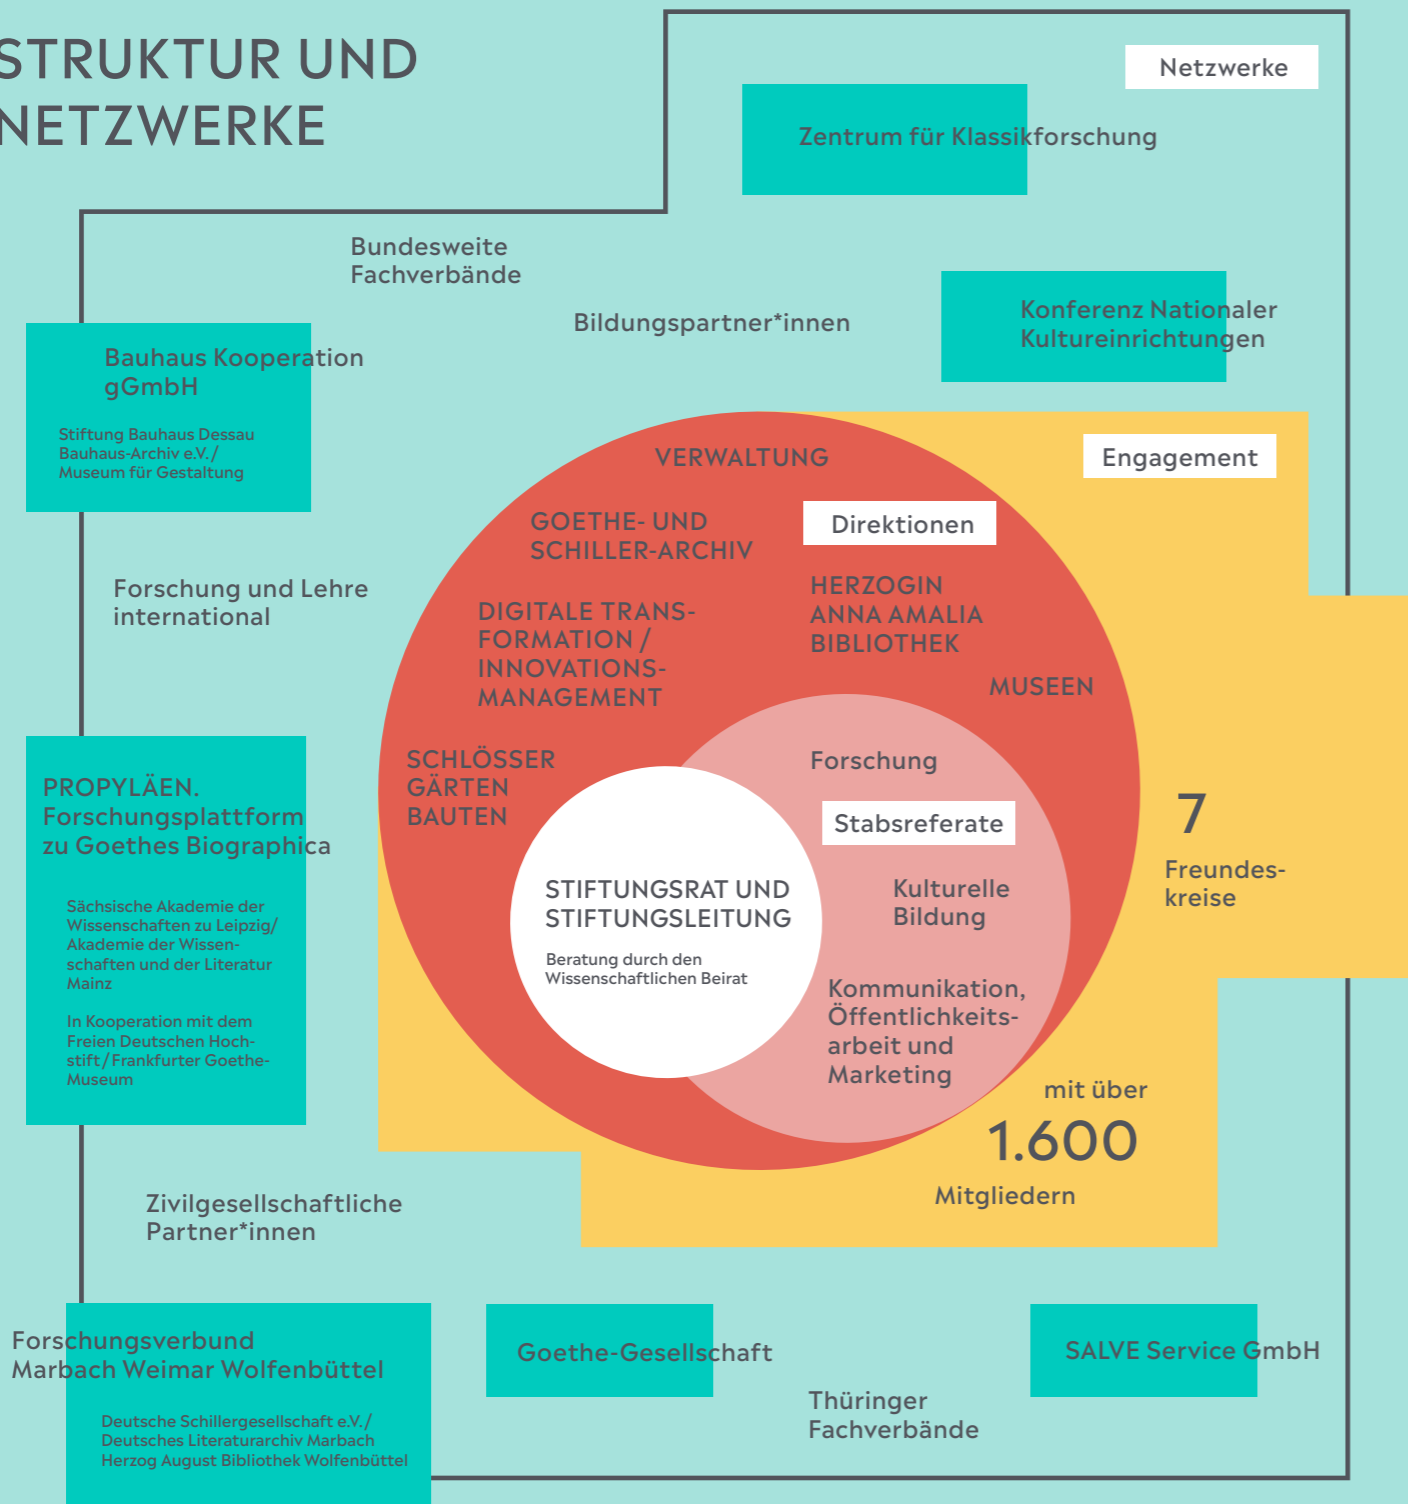 STRUKTUR UND
NETZWERKE
Netzwerke
Zentrum für Klassikforschung
Bundesweite
Fachverbände
Bildungspartner*innen
Konferenz Nationaler
Kultureinrichtungen
Bauhaus Kooperation
gGmbH
Stiftung Bauhaus Dessau
Bauhaus-Archiv e.V./
Museum für Gestaltung
Engagement
VERWALTUNG
GOETHE- UND
SCHILLER-ARCHIV
Direktionen
Forschung und Lehre
international
DIGITALE TRANS-
FORMATION /
INNOVATIONS-
MANAGEMENT
HERZOGIN
ANNA AMALIA
BIBLIOTHEK
MUSEEN
SCHLÖSSER
GÄRTEN
BAUTEN
Forschung
Stabsreferate
PROPYLÄEN.
Forschungsplattform
zu Goethes Biographica
Sächsische Akademie der
Wissenschaften zu Leipzig/
Akademie der Wissen-
schaften und der Literatur
Mainz
In Kooperation mit dem
Freien Deutschen Hoch-
stift/Frankfurter Goethe-
Museum
STIFTUNGSRAT UND
STIFTUNGSLEITUNG
Beratung durch den
Wissenschaftlichen Beirat
Kulturelle
Bildung
Kommunikation,
Öffentlichkeits-
arbeit und
Marketing
7
Freundes-
kreise
mit über
1.600
Mitgliedern
Zivilgesellschaftliche
Partner*innen
Forschungsverbund
Marbach Weimar Wolfenbüttel
Deutsche Schillergesellschaft e.V./
Deutsches Literaturarchiv Marbach
Herzog August Bibliothek Wolfenbüttel
Goethe-Gesellschaft
Thüringer
Fachverbände
SALVE Service GmbH